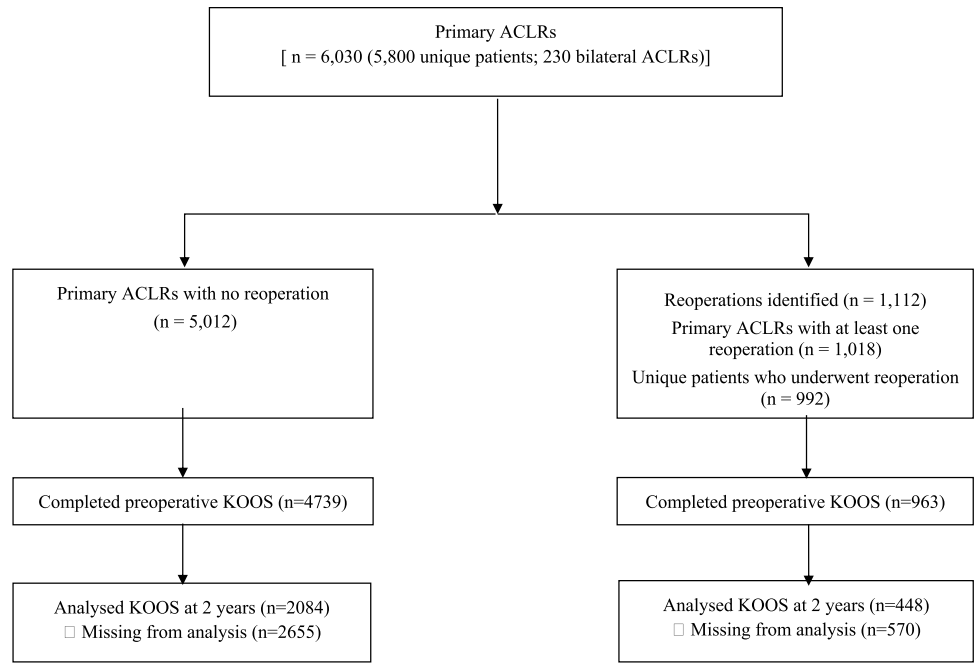 Primary ACLRs
[ n = 6,030 (5,800 unique patients; 230 bilateral ACLRs)]
Primary ACLRs with no reoperation
(n = 5,012)
Reoperations identified (n = 1,112)
Primary ACLRs with at least one
reoperation (n = 1,018)
Unique patients who underwent reoperation
(n = 992)
Completed preoperative KOOS (n=4739)
Completed preoperative KOOS (n=963)
Analysed KOOS at 2 years (n=2084)
□ Missing from analysis (n=2655)
Analysed KOOS at 2 years (n=448)
□ Missing from analysis (n=570)